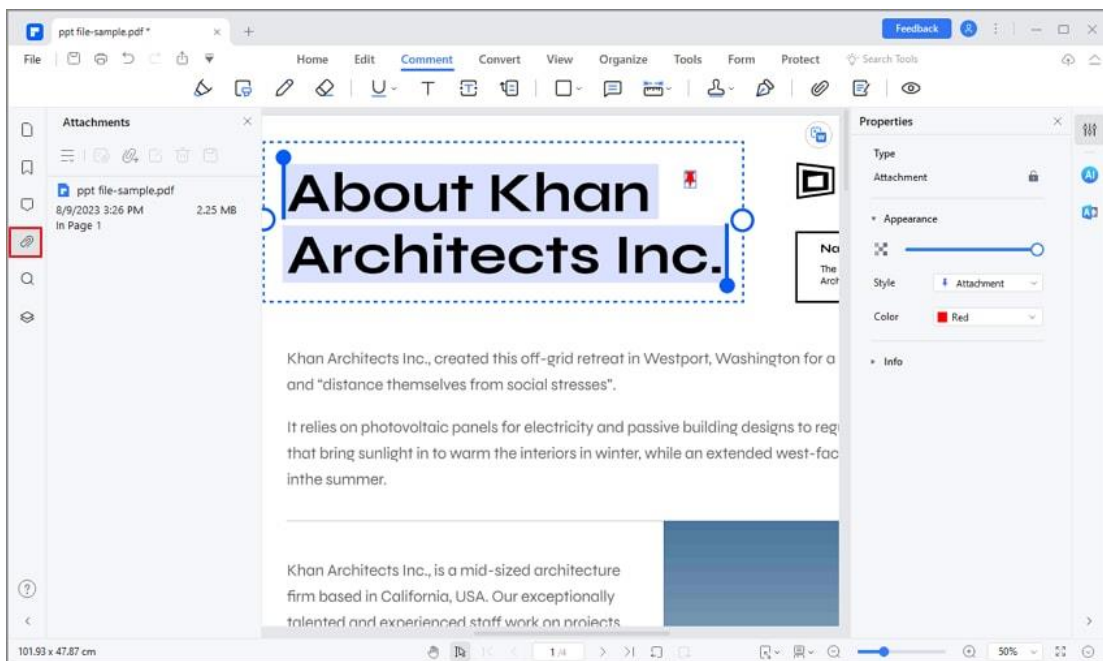 ppt file-sample.pdf *
Feedback
File
Home Edit Comment Convert View Organize Tools Form Protect Search Tools
Attachments
ppt file-sample.pdf
8/9/2023 3:26 PM 2.25 MB
In Page 1
About Khan
Architects Inc.
Na
The
Arch
Khan Architects Inc., created this off-grid retreat in Westport, Washington for a
and “distance themselves from social stresses”.
It relies on photovoltaic panels for electricity and passive building designs to reg
that bring sunlight in to warm the interiors in winter, while an extended west-fac
inthe summer.
Khan Architects Inc., is a mid-sized architecture
firm based in California, USA. Our exceptionally
talented and experienced staff work on projects
Properties
Type
Attachment
Appearance
Style Attachment
Color Red
Info
AI
101.93 x 47.87 cm
1 /4
50%